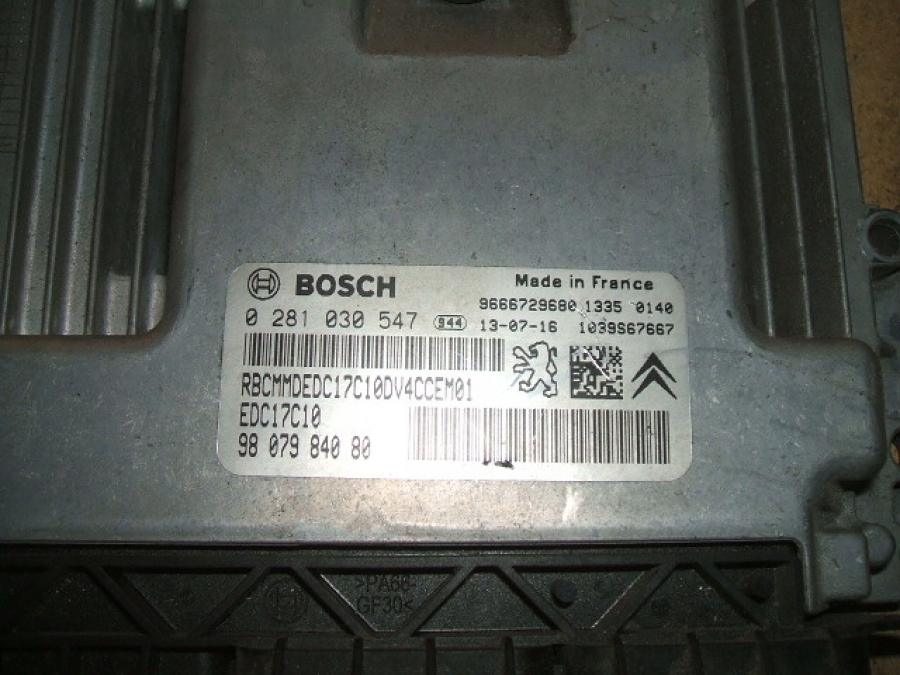 BOSCH
Made in France
0 281 030 547 944
9666729680 1335 0140
13-07-16 1039S67667
RBCMMDEDC17C10DV4CCEM01
EDC17C10
98 079 840 80
>PA66-
GF30<